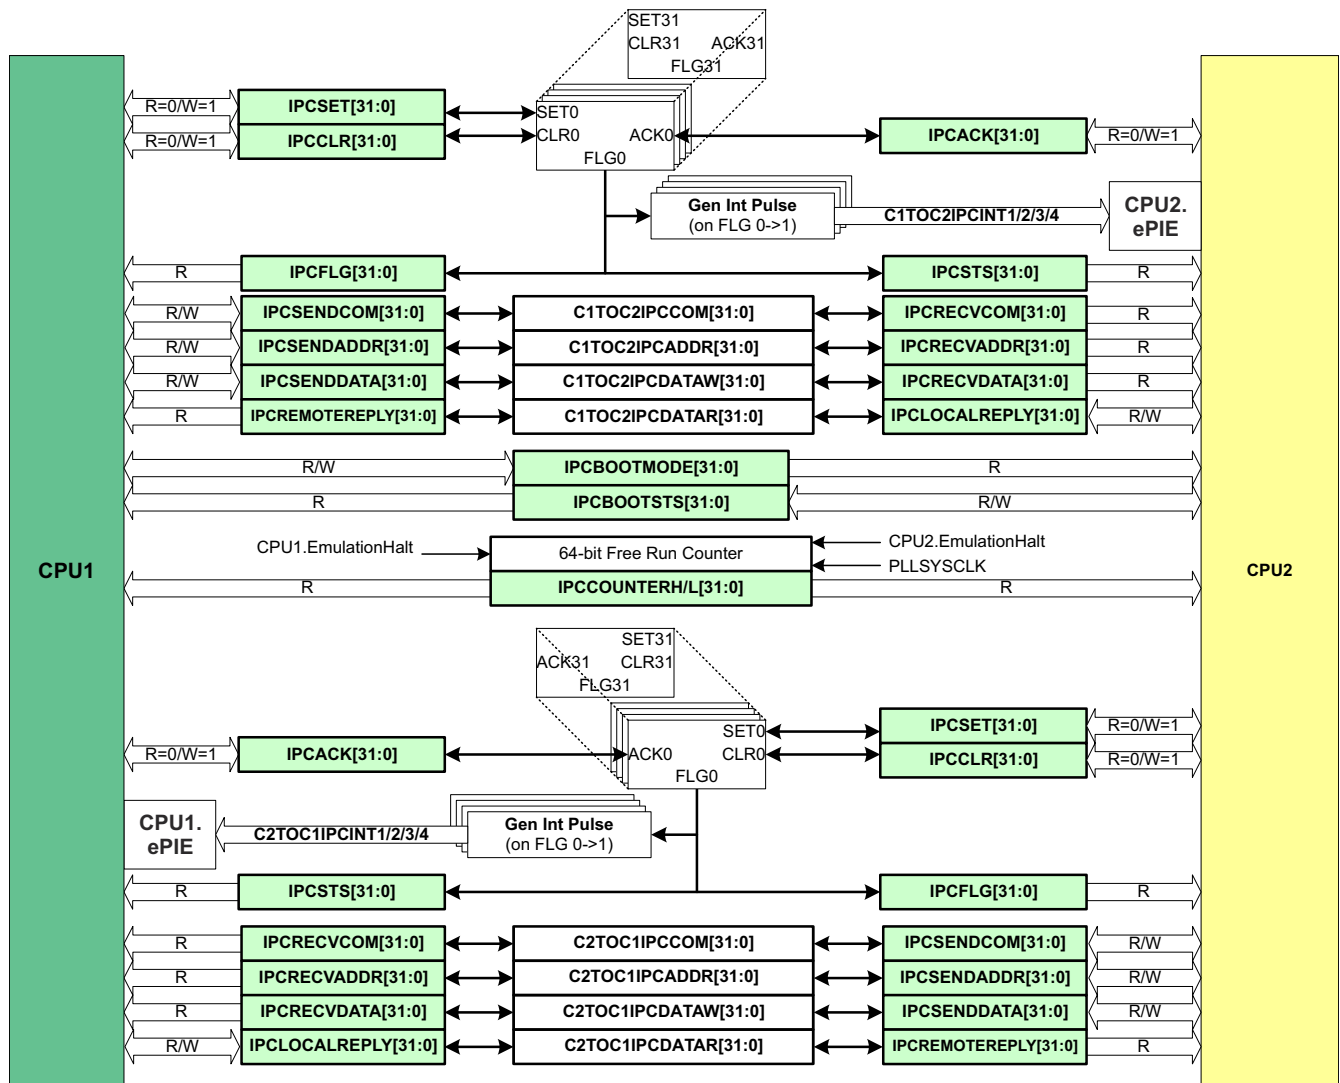 SET31
CLR31 ACK31
FLG31
R=0/W=1 IPCSET[31:0] SET0
R=0/W=1 IPCCLR[31:0] CLR0 ACK0 IPCACK[31:0] R=0/W=1
FLG0
Gen Int Pulse
(on FLG 0->1)
C1TOC2IPCINT1/2/3/4
CPU2.
ePIE
R IPCFLG[31:0] IPCSTS[31:0] R
R/W IPCSENDCOM[31:0] C1TOC2IPCCOM[31:0] IPCRECVCOM[31:0] R
R/W IPCSENDADDR[31:0] C1TOC2IPCADDR[31:0] IPCRECVADDR[31:0] R
R/W IPCSENDDATA[31:0] C1TOC2IPCDATAW[31:0] IPCRECVDATA[31:0] R
R IPCREMOTEREPLY[31:0] C1TOC2IPCDATAR[31:0] IPCLOCALREPLY[31:0] R/W
R/W IPCBOOTMODE[31:0] R
R IPCBOOTSTS[31:0] R/W
CPU1.EmulationHalt 64-bit Free Run Counter CPU2.EmulationHalt
PLLSYSCLK
CPU1
CPU2
R IPCCOUNTERH/L[31:0] R
SET31
ACK31 CLR31
FLG31
SET0 IPCSET[31:0] R=0/W=1
R=0/W=1 IPCACK[31:0] ACK0 CLR0 IPCCLR[31:0] R=0/W=1
FLG0
CPU1.
ePIE
C2TOC1IPCINT1/2/3/4
Gen Int Pulse
(on FLG 0->1)
R IPCSTS[31:0] IPCFLG[31:0] R
R IPCRECVCOM[31:0] C2TOC1IPCCOM[31:0] IPCSENDCOM[31:0] R/W
R IPCRECVADDR[31:0] C2TOC1IPCADDR[31:0] IPCSENDADDR[31:0] R/W
R IPCRECVDATA[31:0] C2TOC1IPCDATAW[31:0] IPCSENDDATA[31:0] R/W
R/W IPCLOCALREPLY[31:0] C2TOC1IPCDATAR[31:0] IPCREMOTEREPLY[31:0] R